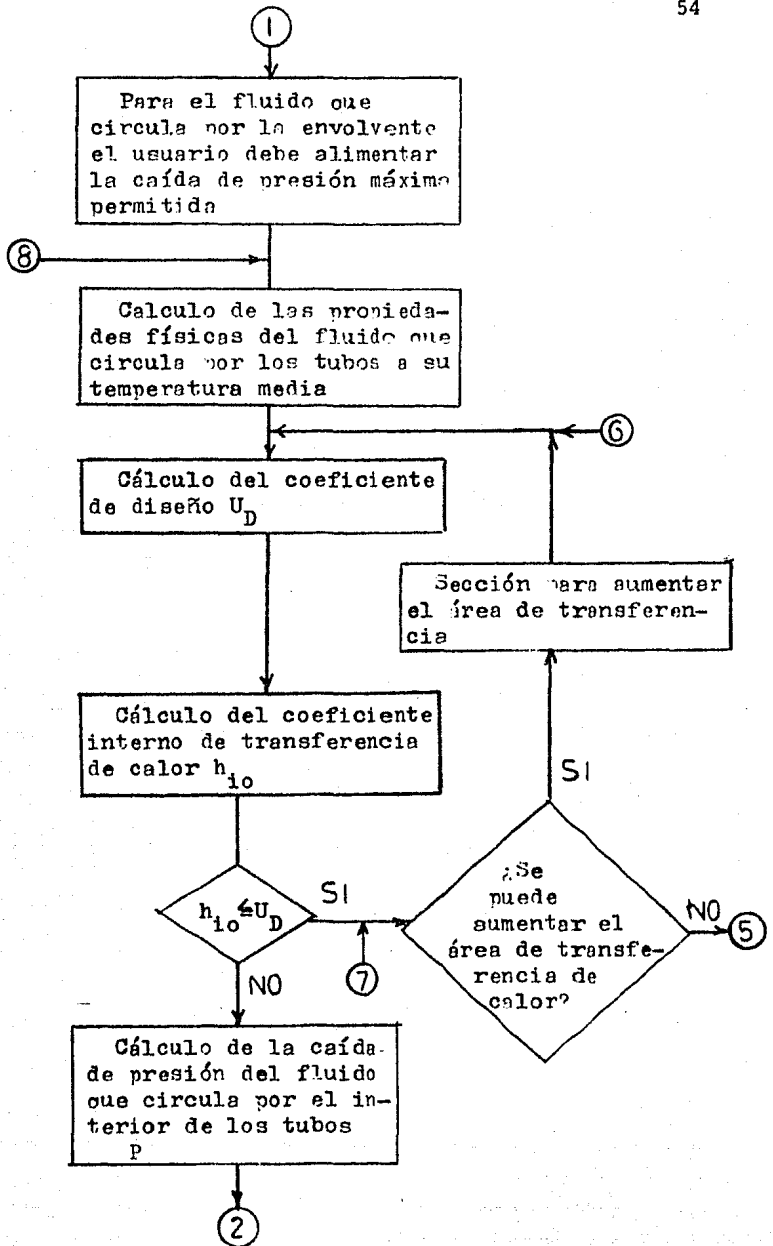 54
1
Para el fluido que
circula por la envolvente
el usuario debe alimentar
la caída de presión máxima
permitida
8
Calculo de las propieda-
des físicas del fluido que
circula por los tubos a su
temperatura media
6
Cálculo del coeficiente
de diseño U_D
Sección para aumentar
el área de transferen-
cia
Cálculo del coeficiente
interno de transferencia
de calor h_io
SI
h_io ≤ U_D
SI
¿Se
puede
aumentar el
área de transfe-
rencia de
calor?
NO
5
7
NO
Cálculo de la caída
de presión del fluido
que circula por el in-
terior de los tubos
P
2